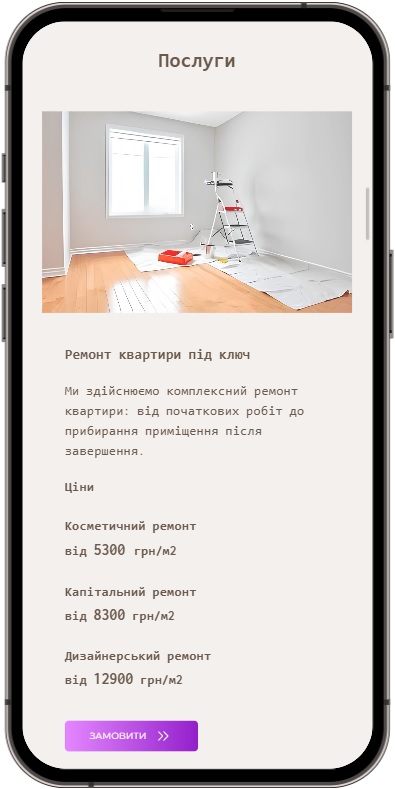 Послуги
Ремонт квартири під ключ
Ми здійснюємо комплексний ремонт
квартири: від початкових робіт до
прибирання приміщення після
завершення.
Ціни
Косметичний ремонт
від 5300 грн/м2
Капітальний ремонт
від 8300 грн/м2
Дизайнерський ремонт
від 12900 грн/м2
ЗАМОВИТИ